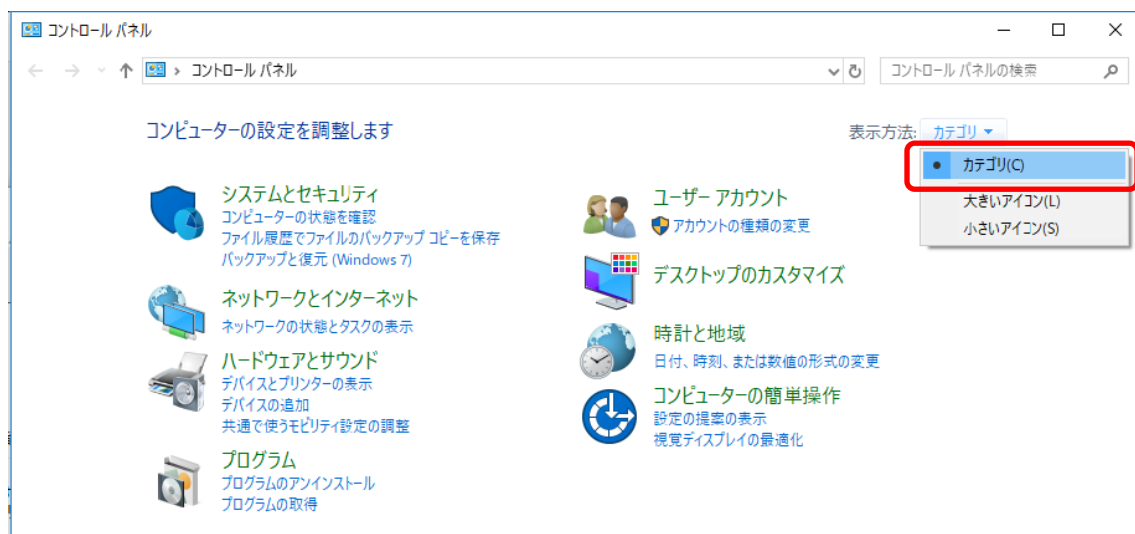 コントロール パネル
コントロール パネル
コントロール パネルの検索
コンピューターの設定を調整します
表示方法: カテゴリ
カテゴリ(C)
大きいアイコン(L)
小さいアイコン(S)
システムとセキュリティ
コンピューターの状態を確認
ファイル履歴でファイルのバックアップ コピーを保存
バックアップと復元 (Windows 7)
ネットワークとインターネット
ネットワークの状態とタスクの表示
ハードウェアとサウンド
デバイスとプリンターの表示
デバイスの追加
共通で使うモビリティ設定の調整
プログラム
プログラムのアンインストール
プログラムの取得
ユーザー アカウント
アカウントの種類の変更
デスクトップのカスタマイズ
時計と地域
日付、時刻、または数値の形式の変更
コンピューターの簡単操作
設定の提案の表示
視覚ディスプレイの最適化